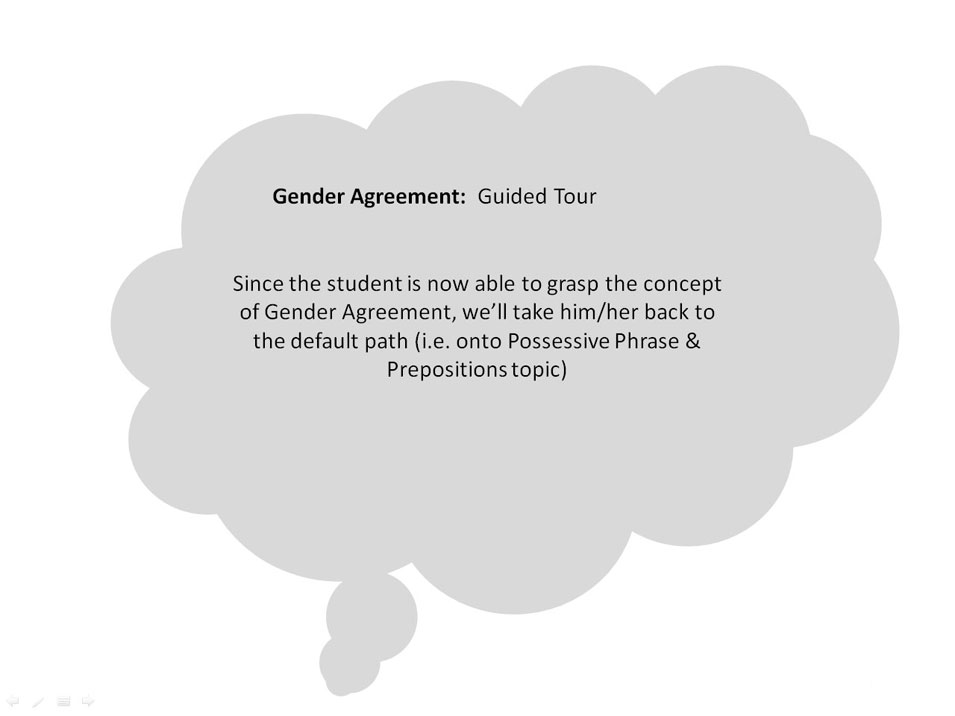 Gender Agreement:  Guided Tour
Since the student is now able to grasp the concept
of Gender Agreement, we’ll take him/her back to
the default path (i.e. onto Possessive Phrase &
Prepositions topic)